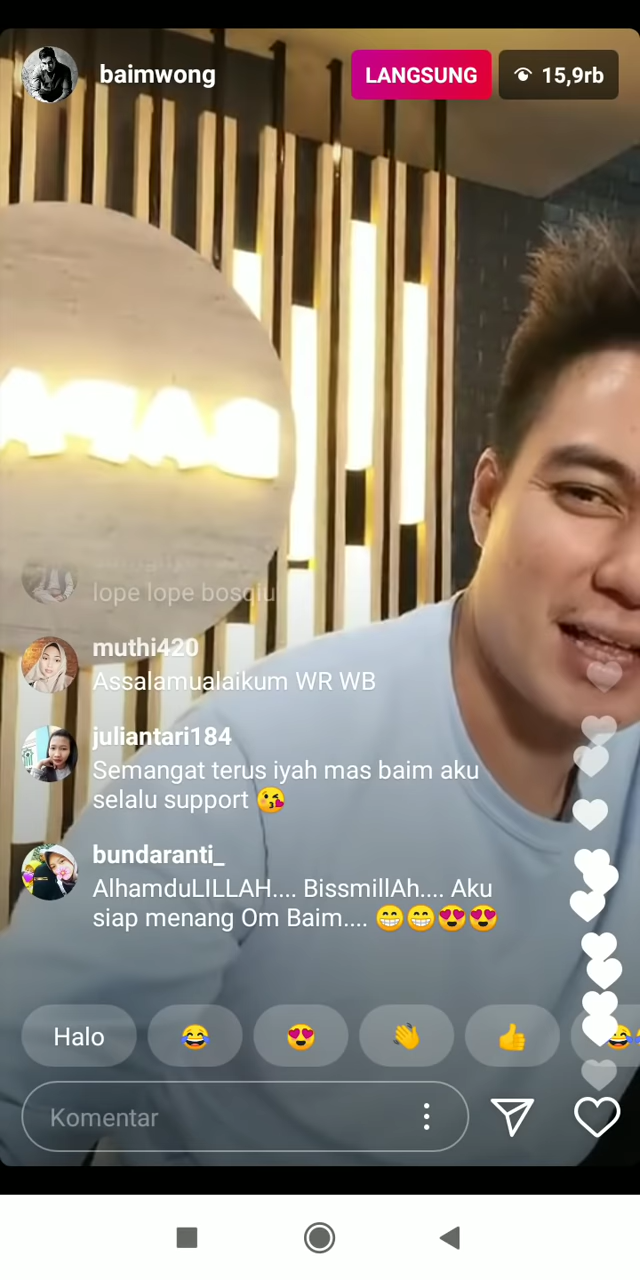 baimwong
LANGSUNG
15,9rb
lope lope bosqiu
muthi420
Assalamualaikum WR WB
juliantari184
Semangat terus iyah mas baim aku
selalu support 😘
bundaranti_
AlhamduLILLAH.... BissmillAh.... Aku
siap menang Om Baim.... 😁😁😍😍
Halo 😂 😍 👋 👍 😂
Komentar